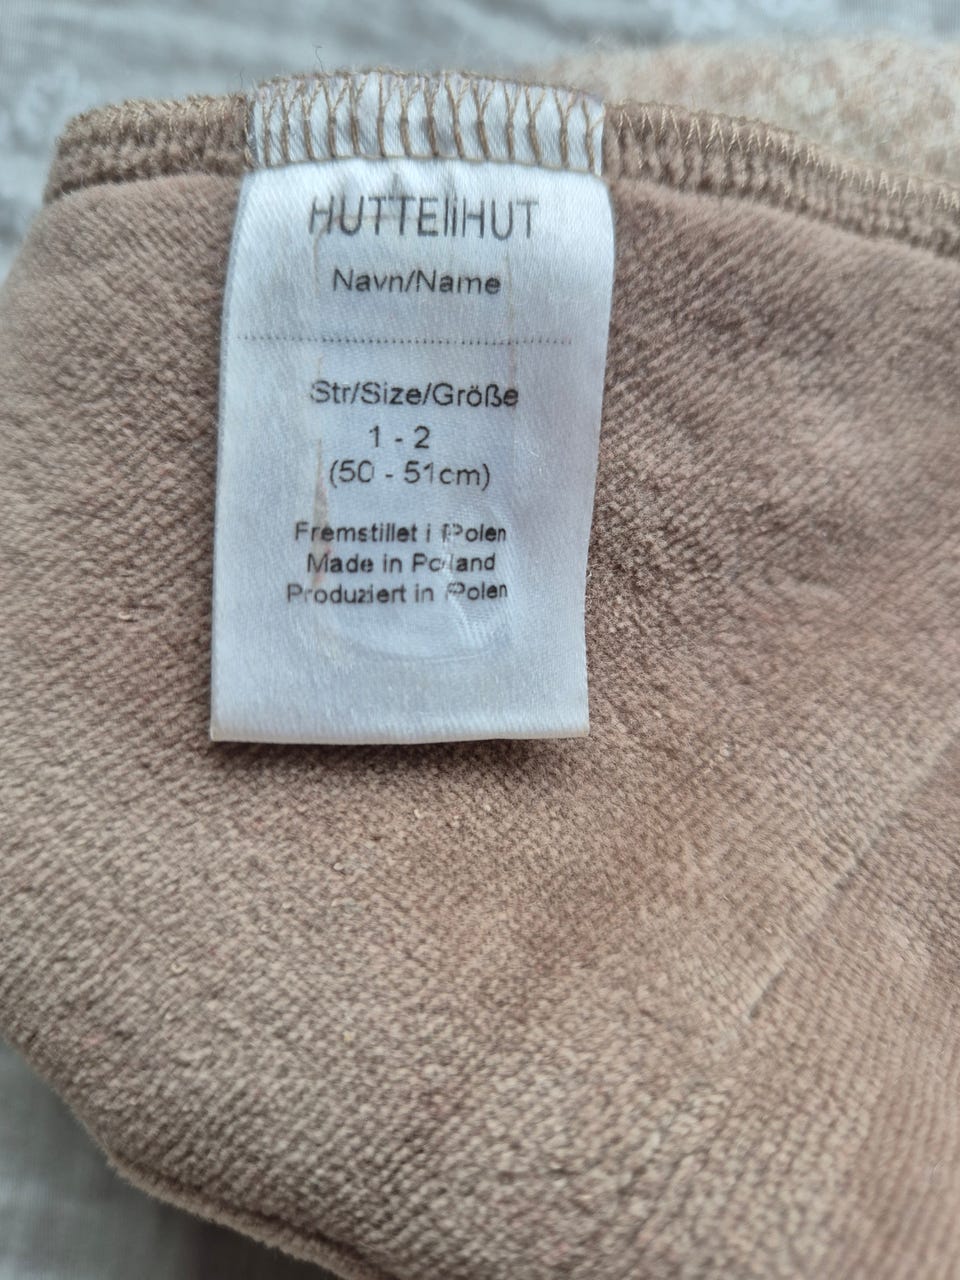 HUTTEliHUT
Navn/Name
Str/Size/Größe
1 - 2
(50 - 51cm)
Fremstillet i Polen
Made in Poland
Produziert in Polen